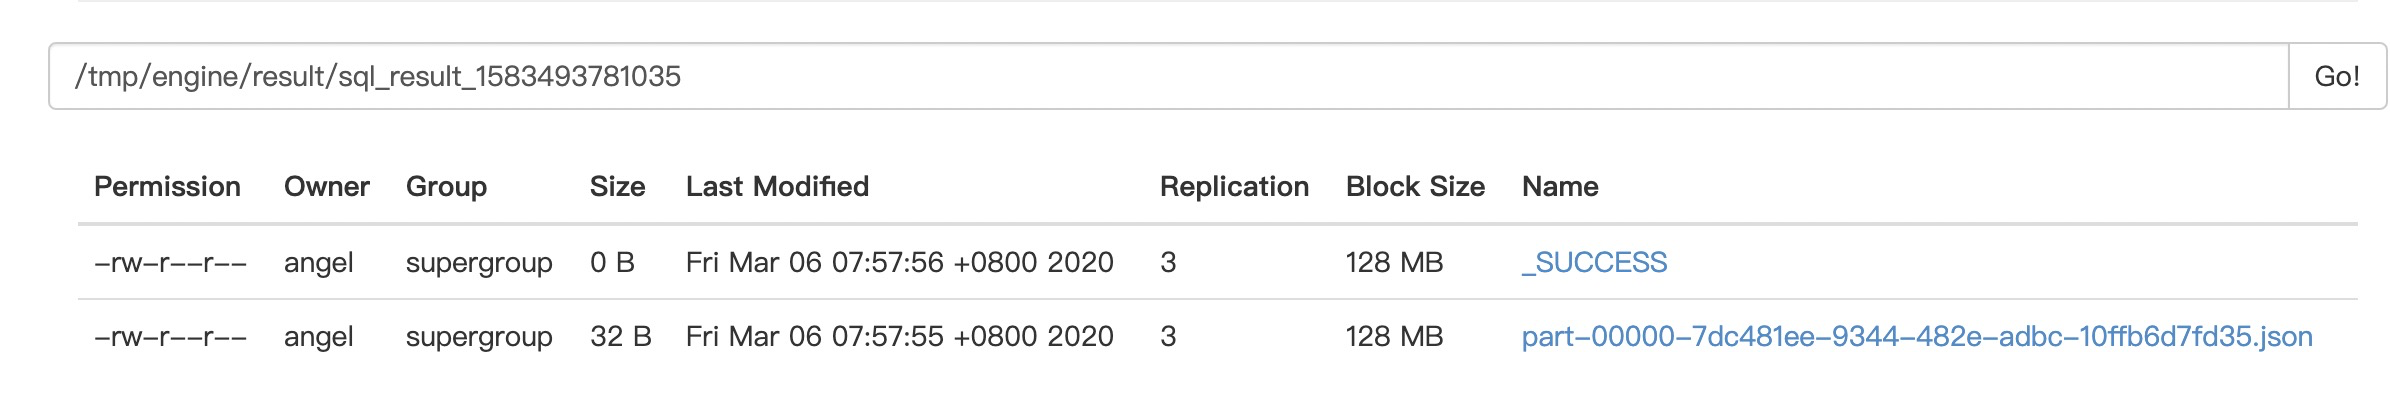 /tmp/engine/result/sql_result_1583493781035 Go!
Permission Owner Group Size Last Modified Replication Block Size Name
-rw-r--r-- angel supergroup 0 B Fri Mar 06 07:57:56 +0800 2020 3 128 MB _SUCCESS
-rw-r--r-- angel supergroup 32 B Fri Mar 06 07:57:55 +0800 2020 3 128 MB part-00000-7dc481ee-9344-482e-adbc-10ffb6d7fd35.json